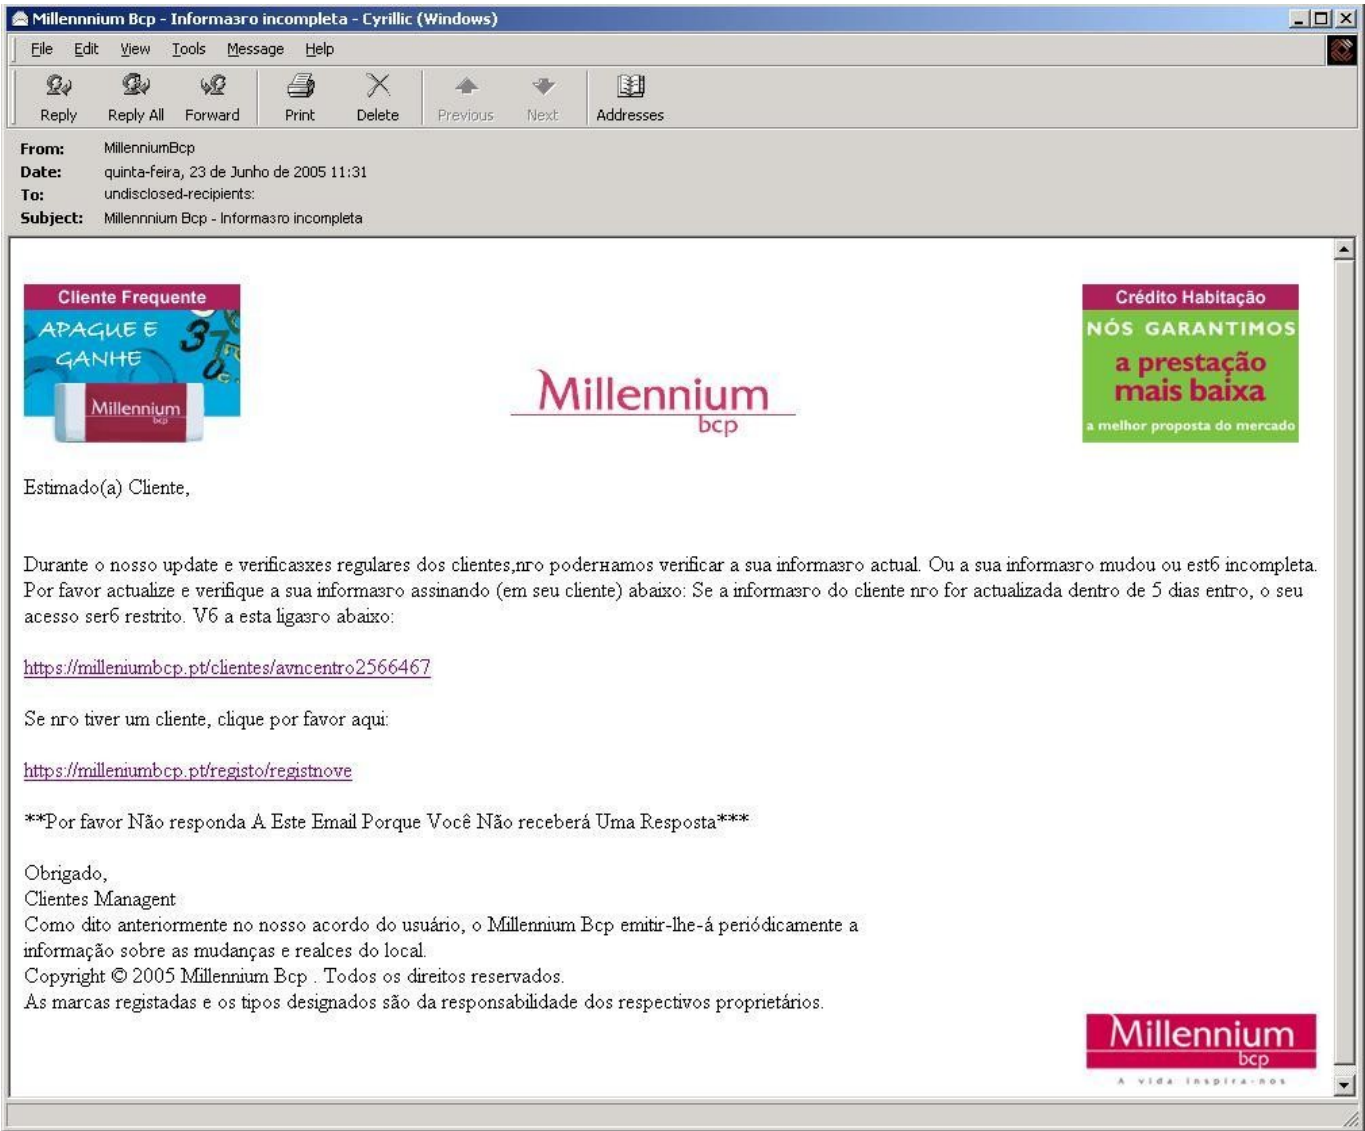 Millennnium Bcp - Informaзгo incompleta - Cyrillic (Windows)
File Edit View Tools Message Help
Reply Reply All Forward Print Delete Previous Next Addresses
From: MillenniumBcp
Date: quinta-feira, 23 de Junho de 2005 11:31
To: undisclosed-recipients:
Subject: Millennnium Bcp - Informaзгo incompleta
Cliente Frequente
APAGUE E
GANHE
Millennium
bcp
Millennium
bcp
Crédito Habitação
NÓS GARANTIMOS
a prestação
mais baixa
a melhor proposta do mercado
Estimado(a) Cliente,
Durante o nosso update e verificaзхes regulares dos clientes,nгo poderнamos verificar a sua informaзгo actual. Ou a sua informaзгo mudou ou estб incompleta.
Por favor actualize e verifique a sua informaзгo assinando (em seu cliente) abaixo: Se a informaзгo do cliente nгo for actualizada dentro de 5 dias entro, o seu
acesso serб restrito. Vб a esta ligaзгo abaixo:
https://milleniumbcp.pt/clientes/avncentro2566467
Se nгo tiver um cliente, clique por favor aqui:
https://milleniumbcp.pt/registo/registnove
**Por favor Não responda A Este Email Porque Você Não receberá Uma Resposta***
Obrigado,
Clientes Managent
Como dito anteriormente no nosso acordo do usuário, o Millennium Bcp emitir-lhe-á periódicamente a
informação sobre as mudanças e realces do local.
Copyright © 2005 Millennium Bcp . Todos os direitos reservados.
As marcas registadas e os tipos designados são da responsabilidade dos respectivos proprietários.
Millennium
bcp
A vida inspira-nos